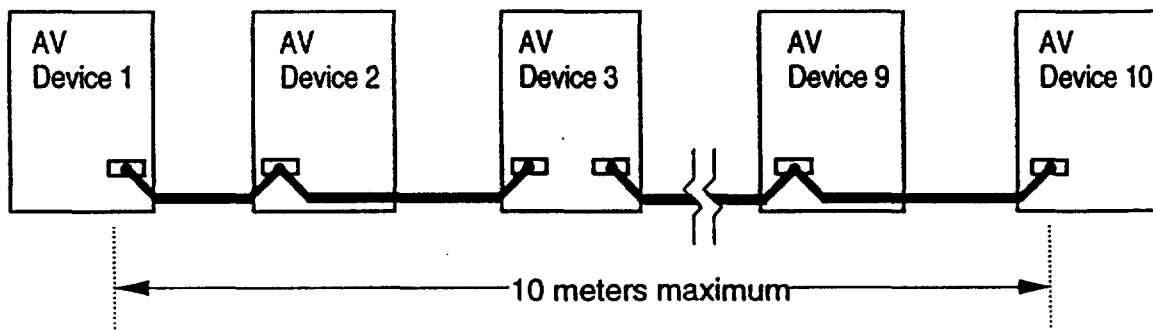 AV
Device 1
AV
Device 2
AV
Device 3
AV
Device 9
AV
Device 10
10 meters maximum